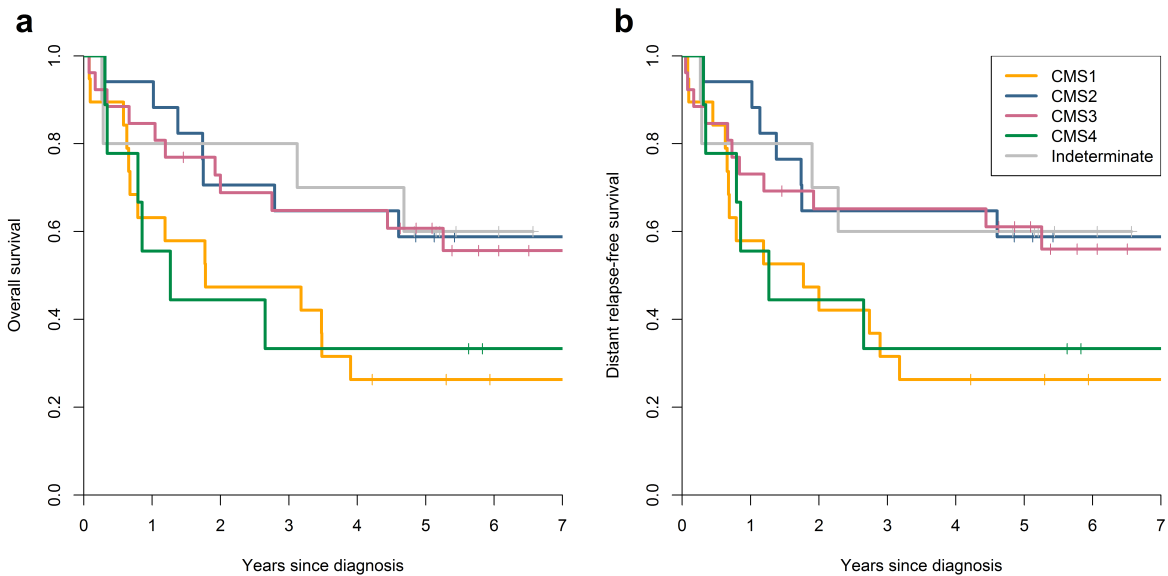 a
Overall survival
1.0
0.8
0.6
0.4
0.2
0.0
0 1 2 3 4 5 6 7
Years since diagnosis
b
Distant relapse-free survival
1.0
0.8
0.6
0.4
0.2
0.0
0 1 2 3 4 5 6 7
Years since diagnosis
CMS1
CMS2
CMS3
CMS4
Indeterminate